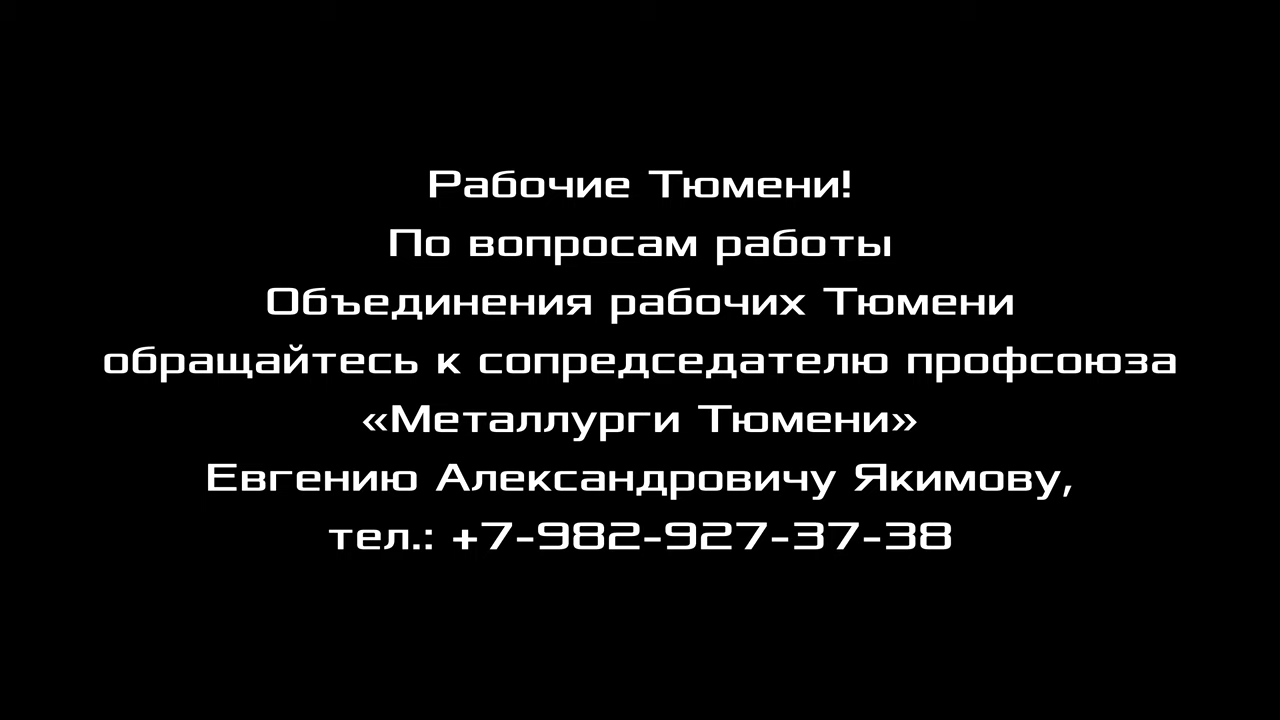 Рабочие Тюмени!
По вопросам работы
Объединения рабочих Тюмени
обращайтесь к сопредседателю профсоюза
«Металлурги Тюмени»
Евгению Александровичу Якимову,
тел.: +7-982-927-37-38